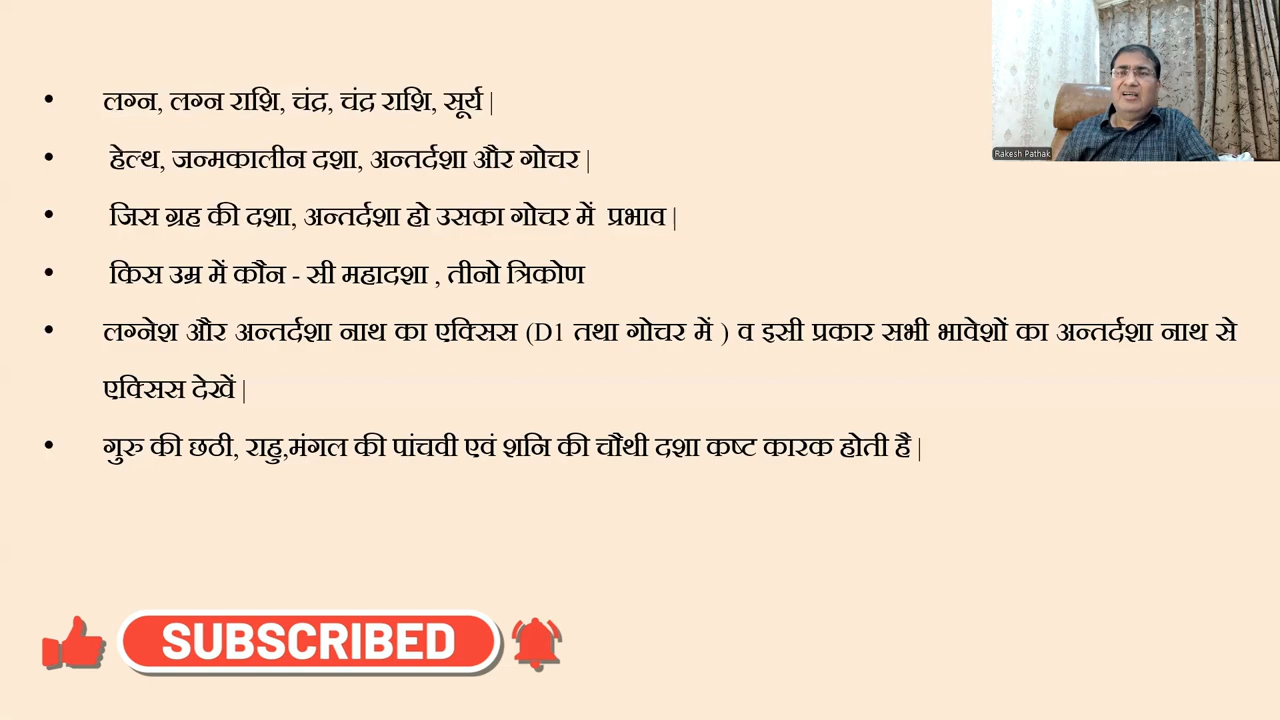 • लग्न, लग्न राशि, चंद्र, चंद्र राशि, सूर्य |
• हेल्थ, जन्मकालीन दशा, अन्तर्दशा और गोचर |
• जिस ग्रह की दशा, अन्तर्दशा हो उसका गोचर में प्रभाव |
• किस उम्र में कौन - सी महादशा , तीनो त्रिकोण
• लग्नेश और अन्तर्दशा नाथ का एक्सिस (D1 तथा गोचर में ) व इसी प्रकार सभी भावेशों का अन्तर्दशा नाथ से
एक्सिस देखें |
• गुरु की छठी, राहु,मंगल की पांचवी एवं शनि की चौथी दशा कष्ट कारक होती है |
Rakesh Pathak
SUBSCRIBED